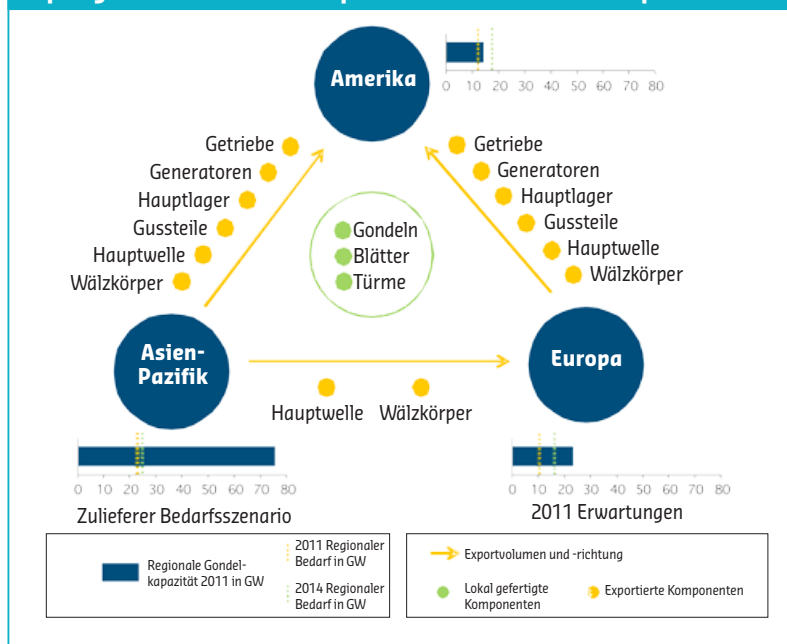 Amerika
0 10 20 30 40 50 60 70 80
Getriebe
Generatoren
Hauptlager
Gussteile
Hauptwelle
Wälzkörper
Getriebe
Generatoren
Hauptlager
Gussteile
Hauptwelle
Wälzkörper
Gondeln
Blätter
Türme
Asien-
Pazifik
Europa
Hauptwelle
Wälzkörper
0 10 20 30 40 50 60 70 80
Zulieferer Bedarfsszenario
0 10 20 30 40 50 60 70 80
2011 Erwartungen
Regionale Gondel-
kapazität 2011 in GW
2011 Regionaler
Bedarf in GW
2014 Regionaler
Bedarf in GW
Exportvolumen und -richtung
Lokal gefertigte
Komponenten
Exportierte Komponenten